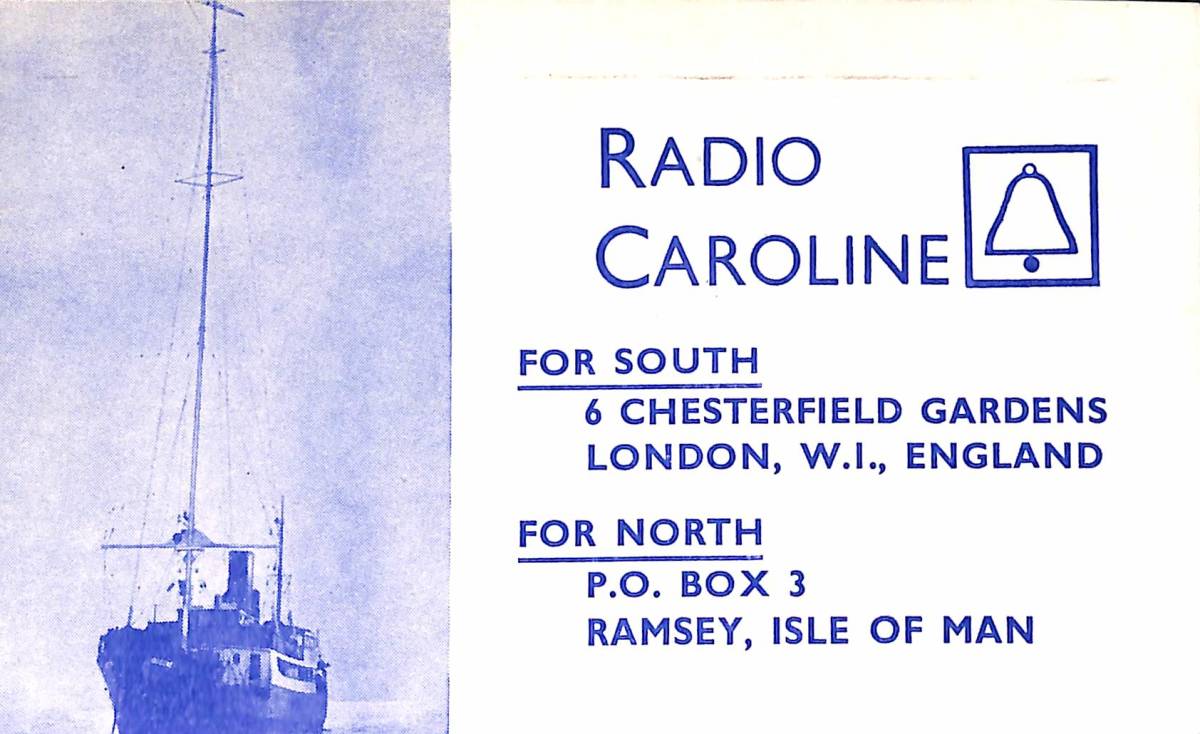 RADIO
CAROLINE
FOR SOUTH
6 CHESTERFIELD GARDENS
LONDON, W.I., ENGLAND
FOR NORTH
P.O. BOX 3
RAMSEY, ISLE OF MAN